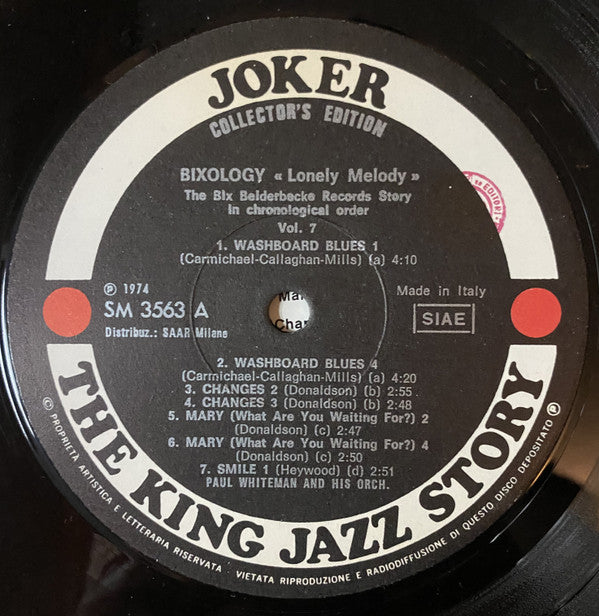 JOKER
COLLECTOR'S EDITION
BIXOLOGY « Lonely Melody »
The Bix Beiderbecke Records Story
in chronological order
Vol. 7
1. WASHBOARD BLUES 1
(Carmichael-Callaghan-Mills) (a) 4:10
℗ 1974
SM 3563 A
Distribuz.: SAAR Milano
Made in Italy
SIAE
2. WASHBOARD BLUES 4
(Carmichael-Callaghan-Mills) (a) 4:20
3. CHANGES 2 (Donaldson) (b) 2:55
4. CHANGES 3 (Donaldson) (b) 2:48
5. MARY (What Are You Waiting For?) 2
(Donaldson) (c) 2:47
6. MARY (What Are You Waiting For?) 4
(Donaldson) (c) 2:50
7. SMILE 1 (Heywood) (d) 2:51
PAUL WHITEMAN AND HIS ORCH.
THE KING JAZZ STORY
© PROPRIETÀ ARTISTICA E LETTERARIA RISERVATA · VIETATA RIPRODUZIONE E RADIODIFFUSIONE DI QUESTO DISCO DEPOSITATO ℗